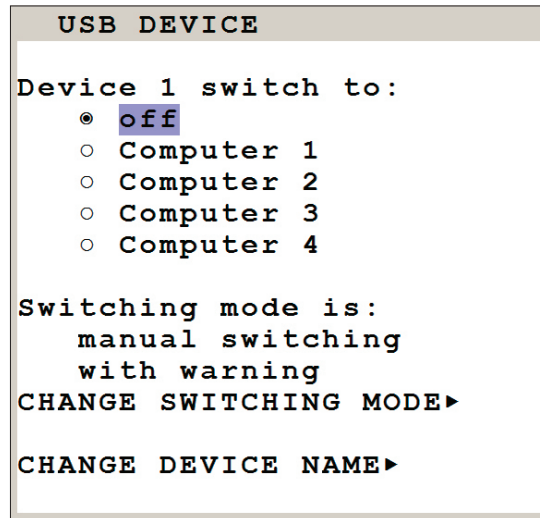 USB DEVICE
Device 1 switch to:
◉ off
○ Computer 1
○ Computer 2
○ Computer 3
○ Computer 4
Switching mode is:
manual switching
with warning
CHANGE SWITCHING MODE▶
CHANGE DEVICE NAME▶